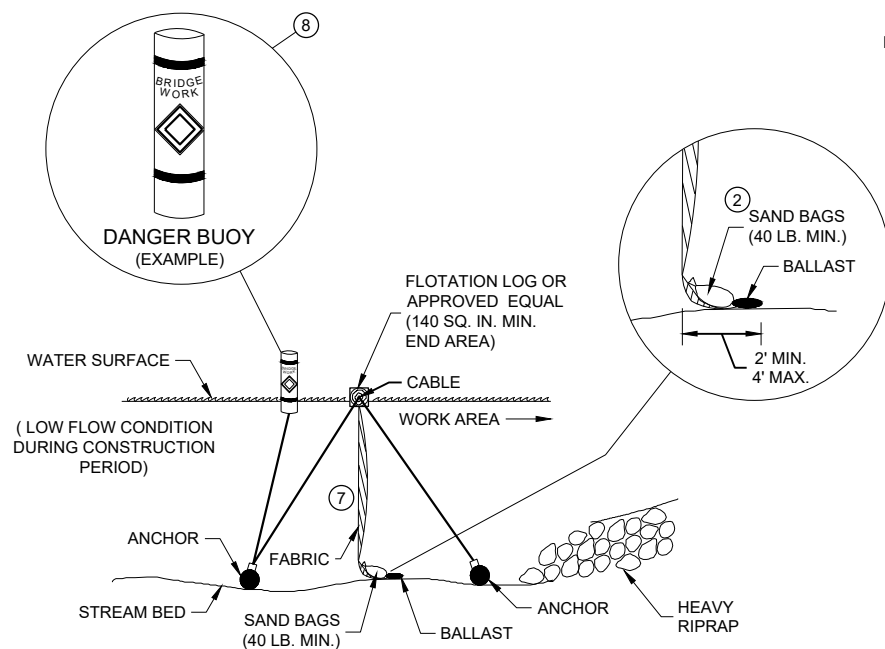 8
BRIDGE
WORK
DANGER BUOY
(EXAMPLE)
2
SAND BAGS
(40 LB. MIN.)
BALLAST
2' MIN.
4' MAX.
FLOTATION LOG OR
APPROVED EQUAL
(140 SQ. IN. MIN.
END AREA)
WATER SURFACE
CABLE
WORK AREA
( LOW FLOW CONDITION
DURING CONSTRUCTION
PERIOD)
BRIDGE
WORK
7
ANCHOR
FABRIC
STREAM BED
SAND BAGS
(40 LB. MIN.)
BALLAST
ANCHOR
HEAVY
RIPRAP